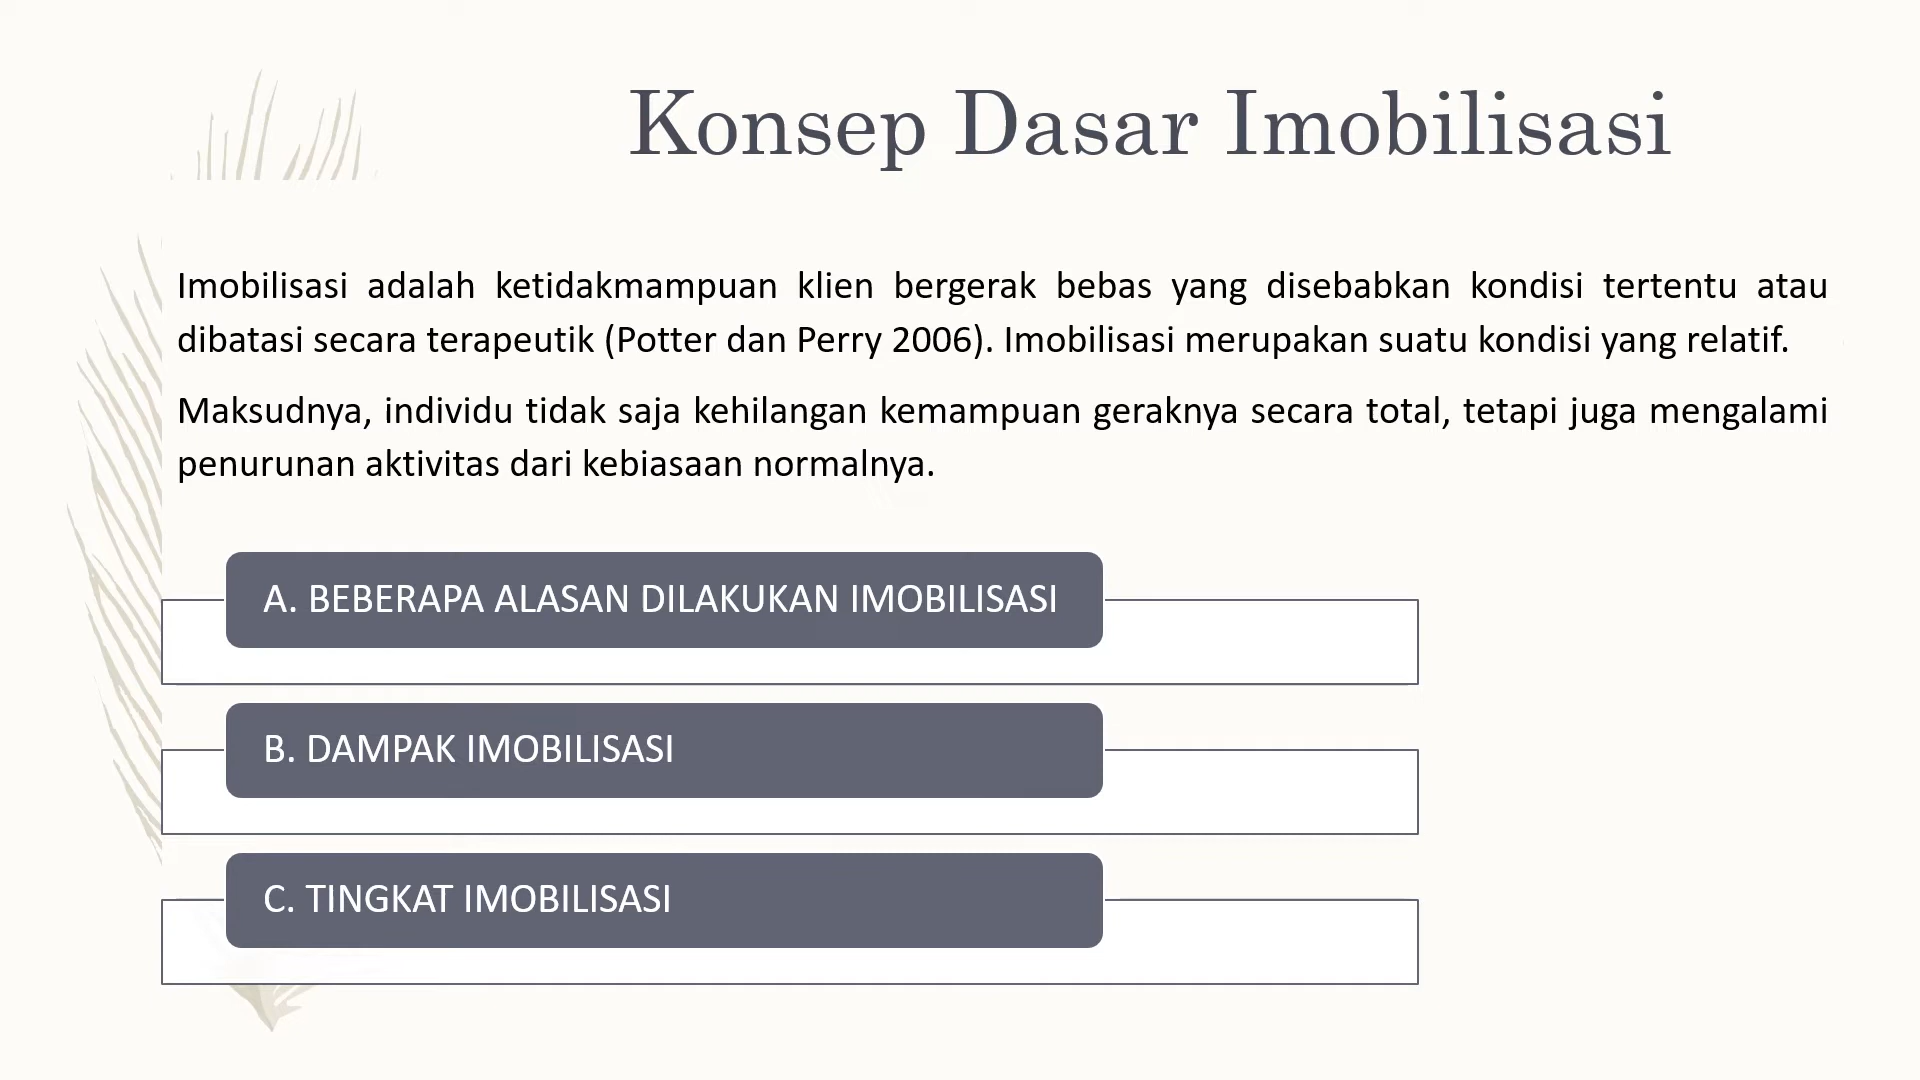 Konsep Dasar Imobilisasi
Imobilisasi adalah ketidakmampuan klien bergerak bebas yang disebabkan kondisi tertentu atau
dibatasi secara terapeutik (Potter dan Perry 2006). Imobilisasi merupakan suatu kondisi yang relatif.
Maksudnya, individu tidak saja kehilangan kemampuan geraknya secara total, tetapi juga mengalami
penurunan aktivitas dari kebiasaan normalnya.
A. BEBERAPA ALASAN DILAKUKAN IMOBILISASI
B. DAMPAK IMOBILISASI
C. TINGKAT IMOBILISASI